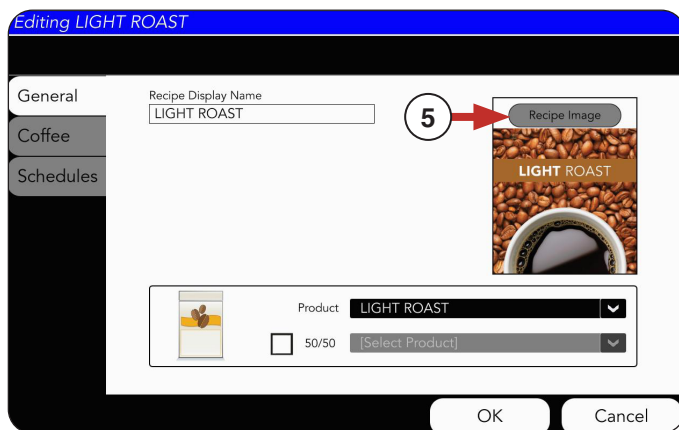 Editing LIGHT ROAST
General
Coffee
Schedules
Recipe Display Name
LIGHT ROAST
5
Recipe Image
LIGHT ROAST
Product
LIGHT ROAST
50/50
[Select Product]
OK
Cancel